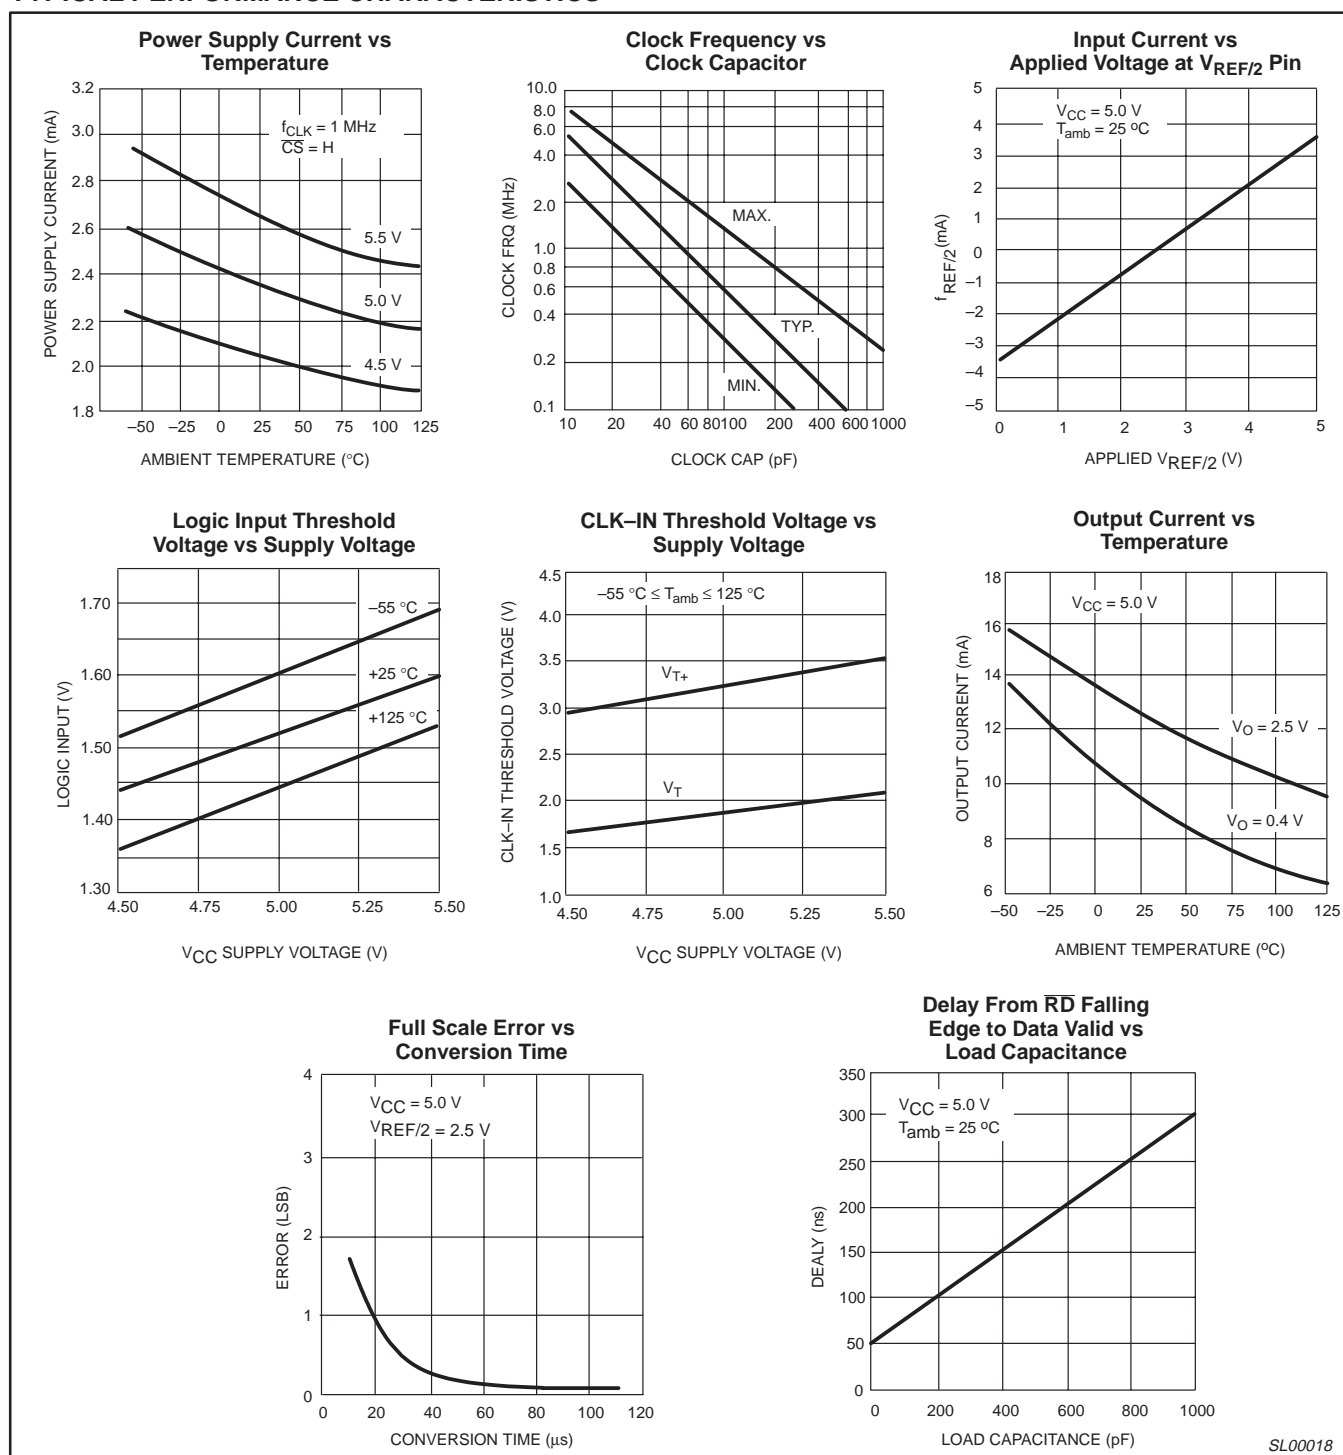 Power Supply Current vs
Temperature
POWER SUPPLY CURRENT (mA)
3.2
3.0
2.8
2.6
2.4
2.2
2.0
1.8
fCLK = 1 MHz
CS = H
5.5 V
5.0 V
4.5 V
–50 –25 0 25 50 75 100 125
AMBIENT TEMPERATURE (°C)
Clock Frequency vs
Clock Capacitor
CLOCK FRQ (MHz)
10.0
8.0
6.0
4.0
2.0
1.0
0.8
0.6
0.4
0.2
0.1
MAX.
TYP.
MIN.
10 20 40 60 80 100 200 400 600 1000
CLOCK CAP (pF)
Input Current vs
Applied Voltage at VREF/2 Pin
fREF/2(mA)
5
4
3
2
1
0
–1
–2
–3
–4
–5
VCC = 5.0 V
Tamb = 25 oC
0 1 2 3 4 5
APPLIED VREF/2 (V)
Logic Input Threshold
Voltage vs Supply Voltage
LOGIC INPUT (V)
1.70
1.60
1.50
1.40
1.30
–55 °C
+25 °C
+125 °C
4.50 4.75 5.00 5.25 5.50
VCC SUPPLY VOLTAGE (V)
CLK–IN Threshold Voltage vs
Supply Voltage
CLK–IN THRESHOLD VOLTAGE (V)
4.5
4.0
3.5
3.0
2.5
2.0
1.5
1.0
–55 °C ≤ Tamb ≤ 125 °C
VT+
VT
4.50 4.75 5.00 5.25 5.50
VCC SUPPLY VOLTAGE (V)
Output Current vs
Temperature
OUTPUT CURRENT (mA)
18
16
14
12
10
8
6
VCC = 5.0 V
VO = 2.5 V
VO = 0.4 V
–50 –25 0 25 50 75 100 125
AMBIENT TEMPERATURE (oC)
Full Scale Error vs
Conversion Time
ERROR (LSB)
4
3
2
1
0
VCC = 5.0 V
VREF/2 = 2.5 V
0 20 40 60 80 100 120
CONVERSION TIME (µs)
Delay From RD Falling
Edge to Data Valid vs
Load Capacitance
DEALY (ns)
350
300
250
200
150
100
50
0
VCC = 5.0 V
Tamb = 25 oC
0 200 400 600 800 1000
LOAD CAPACITANCE (pF)
SL00018